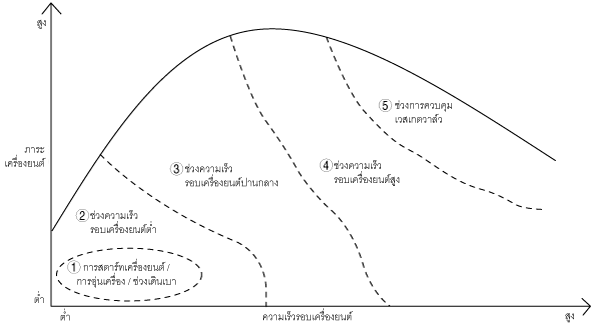 สูง
⑤ ช่วงการควบคุม
เวสเกตวาล์ว
ภาระ
เครื่องยนต์
③ ช่วงความเร็ว
รอบเครื่องยนต์ปานกลาง
④ ช่วงความเร็ว
รอบเครื่องยนต์สูง
② ช่วงความเร็ว
รอบเครื่องยนต์ต่ำ
① การสตาร์ทเครื่องยนต์ /
การอุ่นเครื่อง / ช่วงเดินเบา
ต่ำ
ต่ำ
ความเร็วรอบเครื่องยนต์
สูง